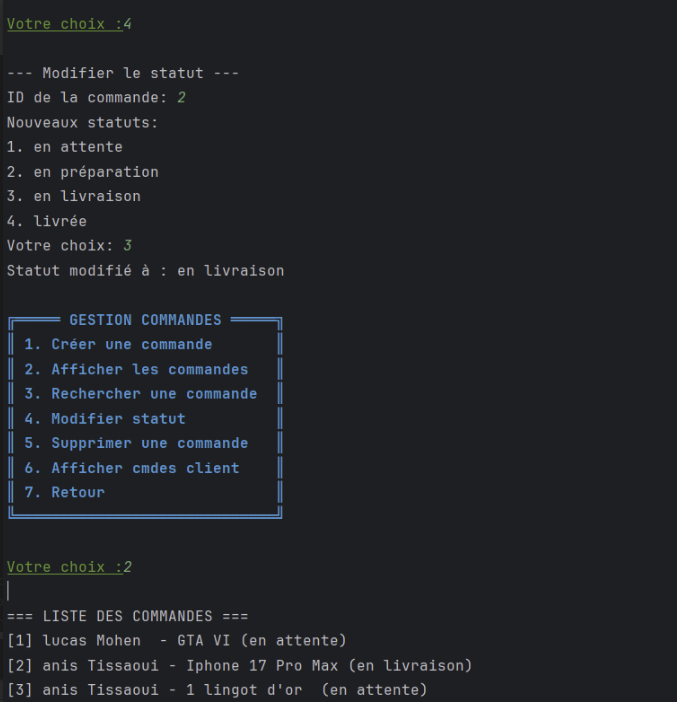 Votre choix :4
--- Modifier le statut ---
ID de la commande: 2
Nouveaux statuts:
1. en attente
2. en préparation
3. en livraison
4. livrée
Votre choix: 3
Statut modifié à : en livraison
╔═════ GESTION COMMANDES ═════╗
║ 1. Créer une commande       ║
║ 2. Afficher les commandes   ║
║ 3. Rechercher une commande  ║
║ 4. Modifier statut          ║
║ 5. Supprimer une commande   ║
║ 6. Afficher cmdes client    ║
║ 7. Retour                   ║
╚═════════════════════════════╝
Votre choix :2
=== LISTE DES COMMANDES ===
[1] lucas Mohen  - GTA VI (en attente)
[2] anis Tissaoui - Iphone 17 Pro Max (en livraison)
[3] anis Tissaoui - 1 lingot d'or  (en attente)